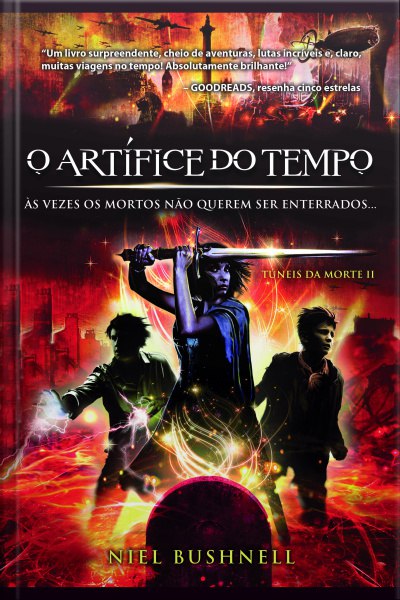 “Um livro surpreendente, cheio de aventuras, lutas incríveis e, claro,
muitas viagens no tempo! Absolutamente brilhante!”
– GOODREADS, resenha cinco estrelas
O ARTÍFICE DO TEMPO
ÀS VEZES OS MORTOS NÃO QUEREM SER ENTERRADOS...
TÚNEIS DA MORTE II
NIEL BUSHNELL